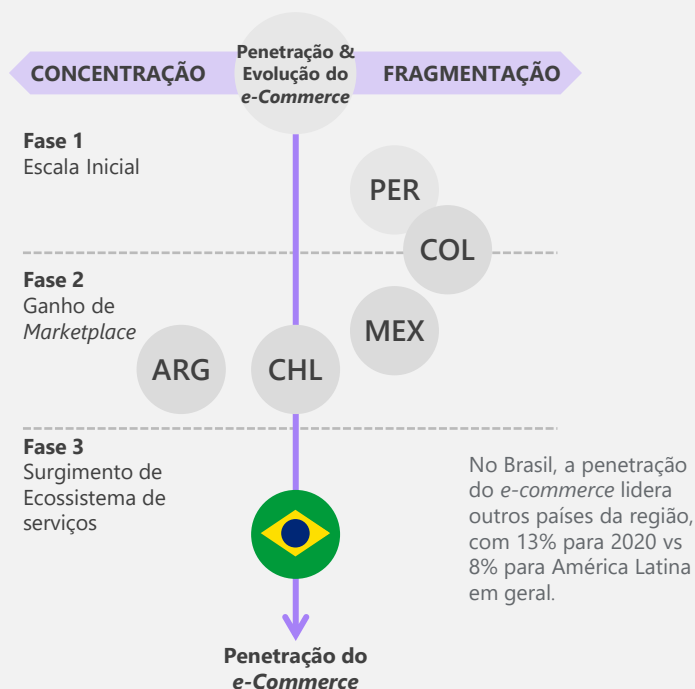 CONCENTRAÇÃO
Penetração &
Evolução do
e-Commerce
FRAGMENTAÇÃO
Fase 1
Escala Inicial
PER
COL
Fase 2
Ganho de
Marketplace
MEX
ARG
CHL
Fase 3
Surgimento de
Ecossistema de
serviços
No Brasil, a penetração
do e-commerce lidera
outros países da região,
com 13% para 2020 vs
8% para América Latina
em geral.
Penetração do
e-Commerce